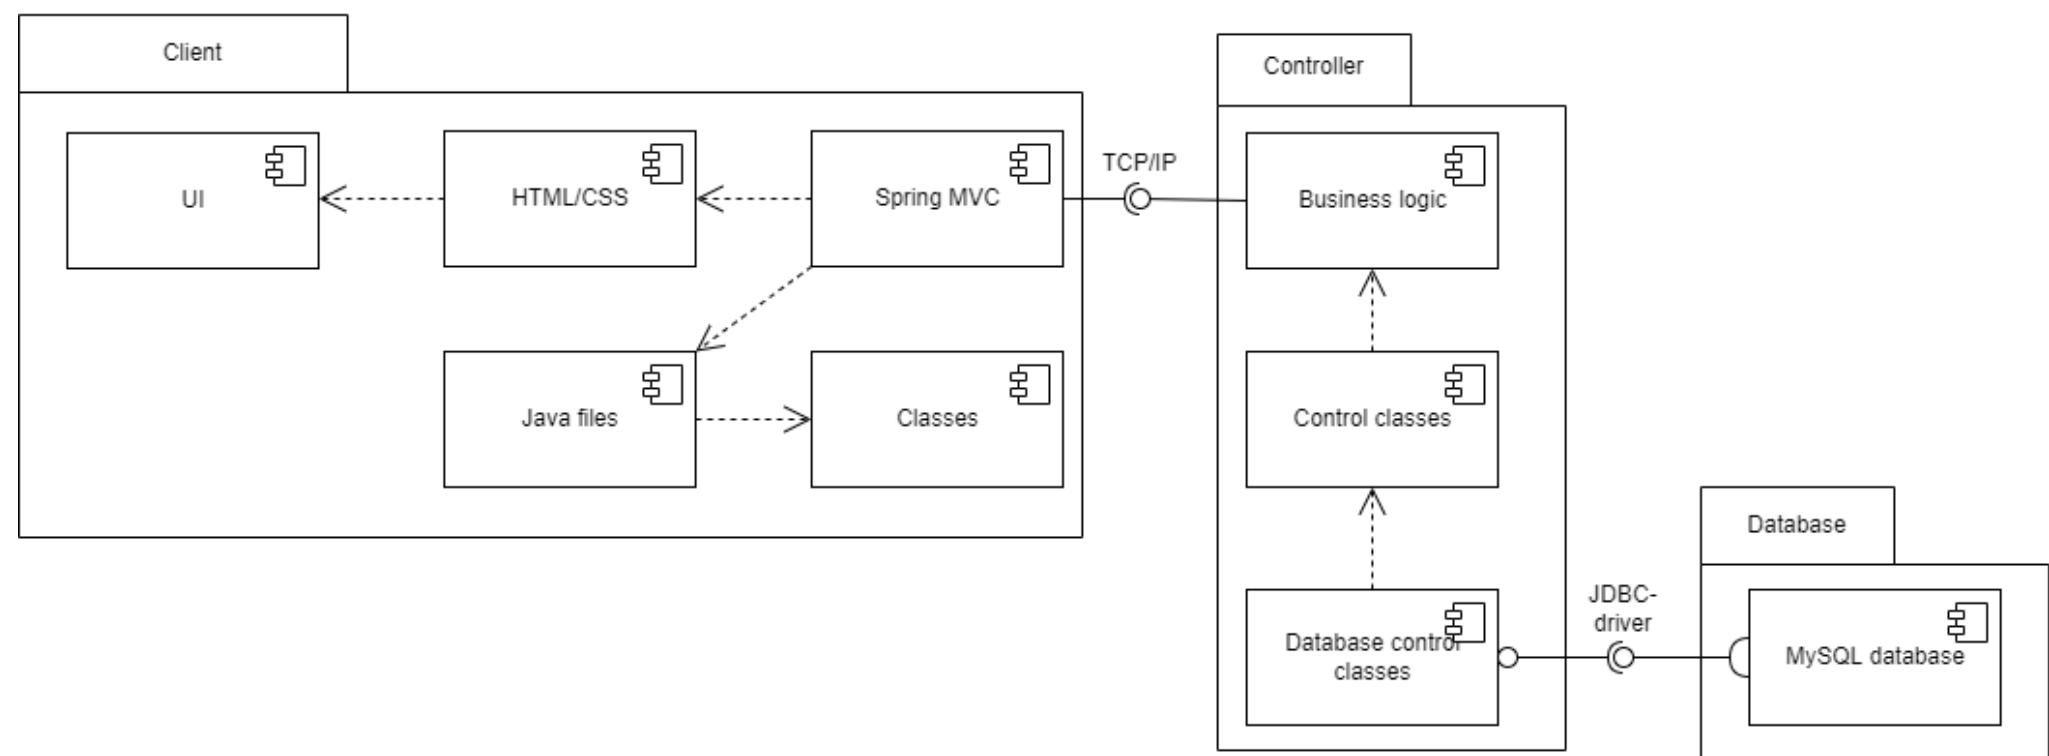 Client
Controller
UI
HTML/CSS
Spring MVC
TCP/IP
Business logic
Java files
Classes
Control classes
Database
JDBC-
driver
Database control
classes
MySQL database